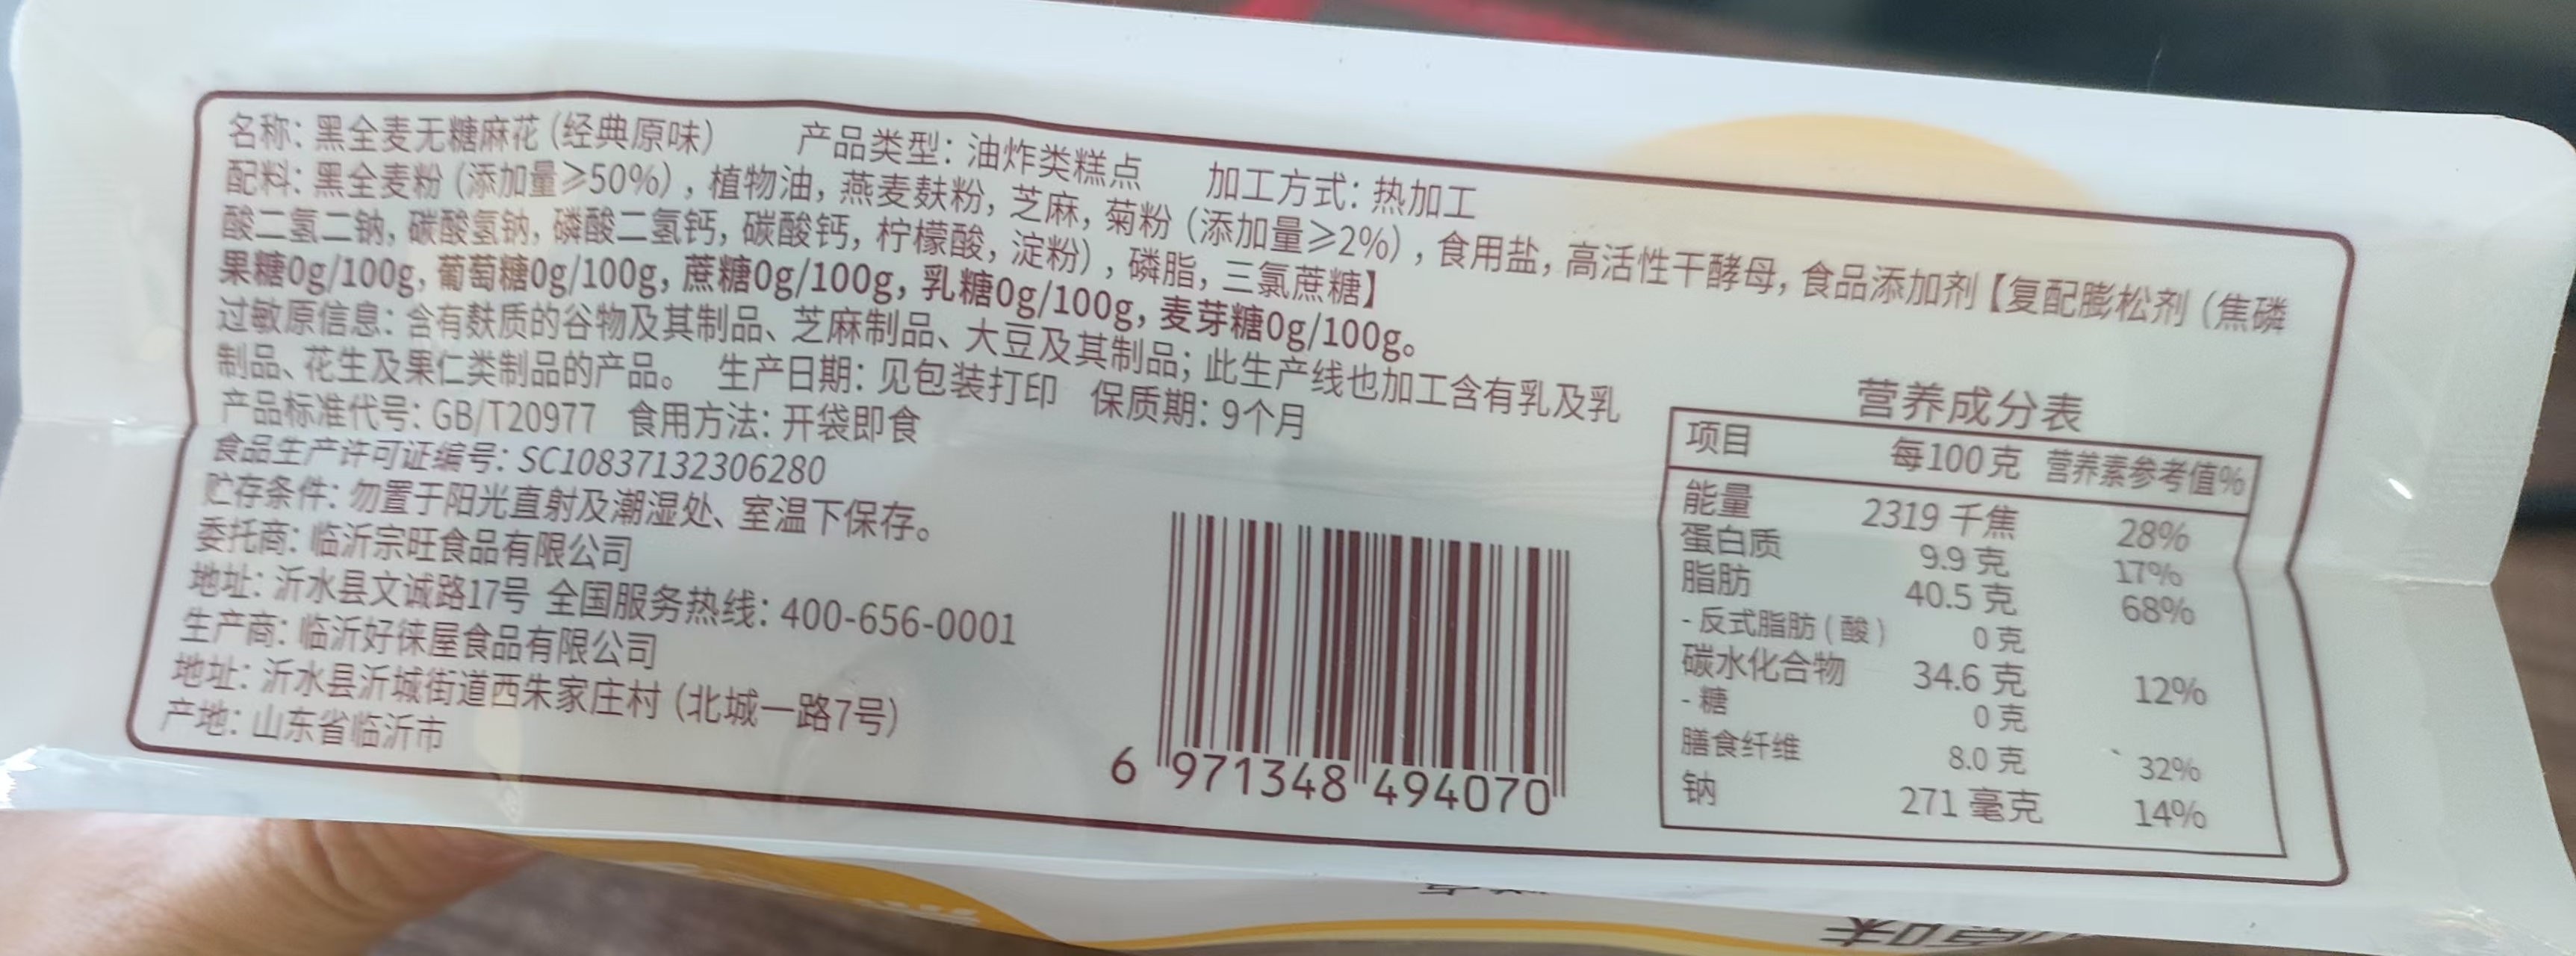 名称: 黑全麦无糖麻花 (经典原味) 产品类型: 油炸类糕点 加工方式: 热加工
配料: 黑全麦粉 (添加量≥50%) , 植物油, 燕麦麸粉, 芝麻, 菊粉 (添加量≥2%) , 食用盐, 高活性干酵母, 食品添加剂【复配膨松剂 (焦磷
酸二氢二钠, 碳酸氢钠, 磷酸二氢钙, 碳酸钙, 柠檬酸, 淀粉) , 磷脂, 三氯蔗糖】
果糖0g/100g, 葡萄糖0g/100g, 蔗糖0g/100g, 乳糖0g/100g, 麦芽糖0g/100g。
过敏原信息: 含有麸质的谷物及其制品、芝麻制品、大豆及其制品; 此生产线也加工含有乳及乳
制品、花生及果仁类制品的产品。 生产日期: 见包装打印 保质期: 9个月
产品标准代号: GB/T20977 食用方法: 开袋即食
食品生产许可证编号: SC10837132306280
贮存条件: 勿置于阳光直射及潮湿处、室温下保存。
委托商: 临沂宗旺食品有限公司
地址: 沂水县文诚路17号 全国服务热线: 400-656-0001
生产商: 临沂好徕屋食品有限公司
地址: 沂水县沂城街道西朱家庄村 (北城一路7号)
产地: 山东省临沂市
6 971348 494070
营养成分表
项目 每100克 营养素参考值%
能量 2319 千焦 28%
蛋白质 9.9 克 17%
脂肪 40.5 克 68%
- 反式脂肪 ( 酸 ) 0 克
碳水化合物 34.6 克 12%
- 糖 0 克
膳食纤维 8.0 克 32%
钠 271 毫克 14%
原味